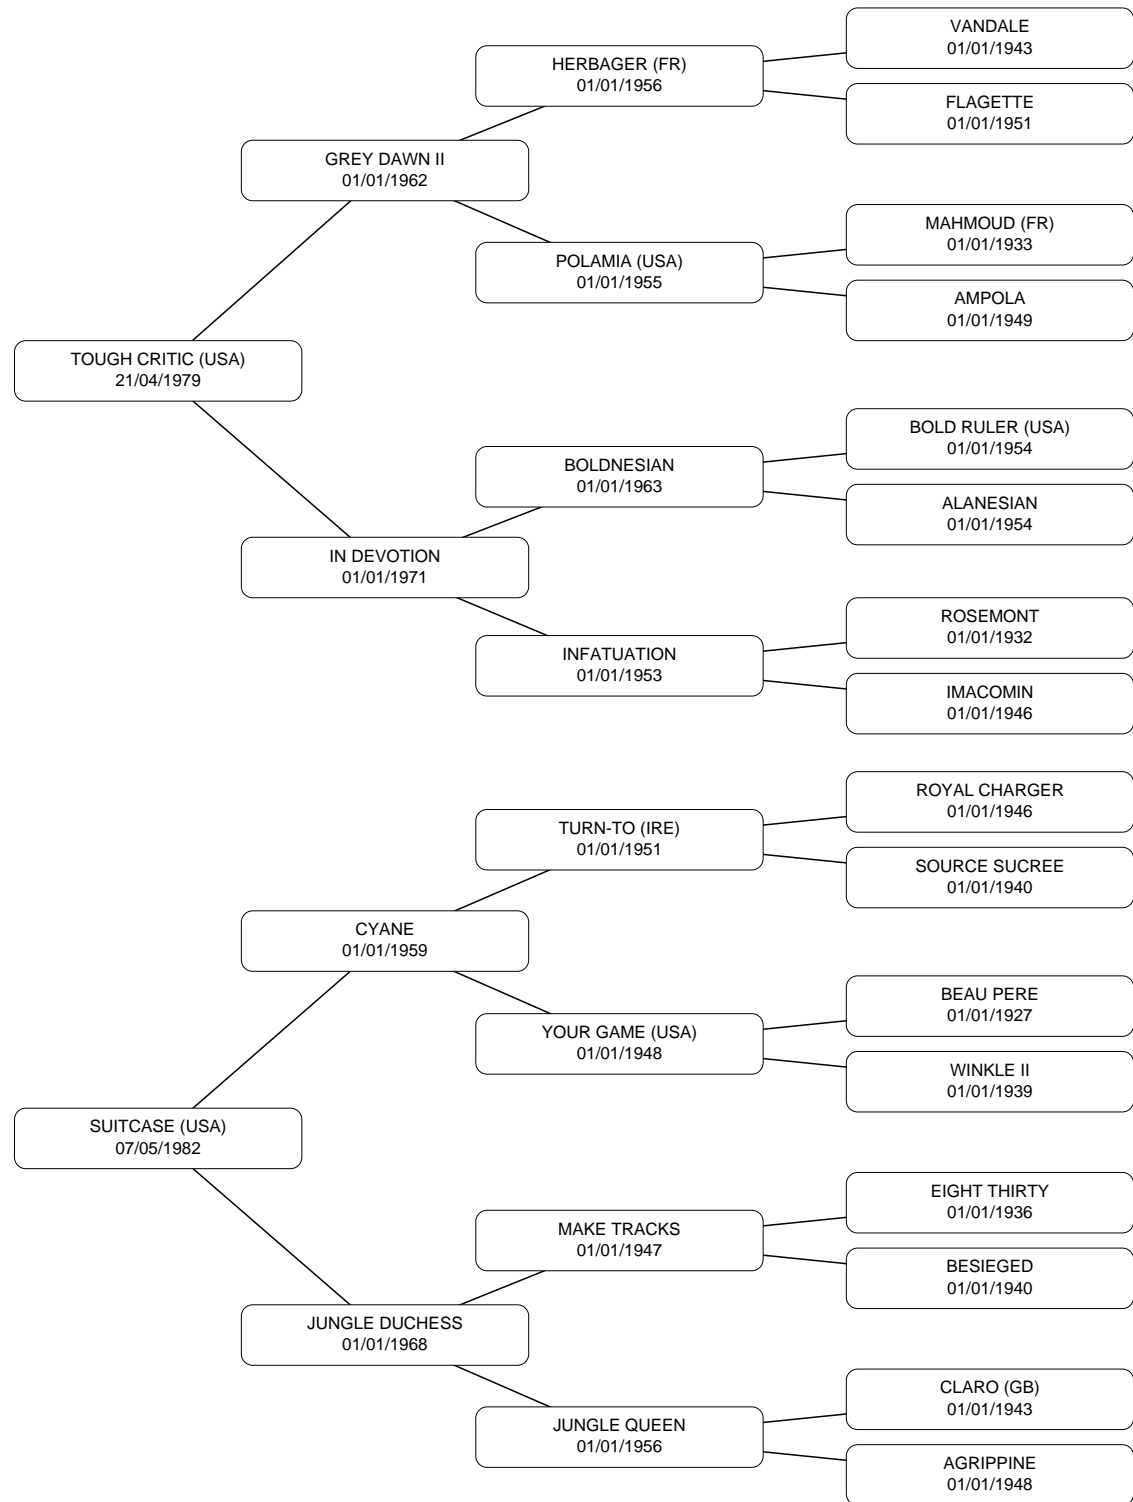 VANDALE
01/01/1943
HERBAGER (FR)
01/01/1956
FLAGETTE
01/01/1951
GREY DAWN II
01/01/1962
MAHMOUD (FR)
01/01/1933
POLAMIA (USA)
01/01/1955
AMPOLA
01/01/1949
TOUGH CRITIC (USA)
21/04/1979
BOLD RULER (USA)
01/01/1954
BOLDNESIAN
01/01/1963
ALANESIAN
01/01/1954
IN DEVOTION
01/01/1971
ROSEMONT
01/01/1932
INFATUATION
01/01/1953
IMACOMIN
01/01/1946
ROYAL CHARGER
01/01/1946
TURN-TO (IRE)
01/01/1951
SOURCE SUCREE
01/01/1940
CYANE
01/01/1959
BEAU PERE
01/01/1927
YOUR GAME (USA)
01/01/1948
WINKLE II
01/01/1939
SUITCASE (USA)
07/05/1982
EIGHT THIRTY
01/01/1936
MAKE TRACKS
01/01/1947
BESIEGED
01/01/1940
JUNGLE DUCHESS
01/01/1968
CLARO (GB)
01/01/1943
JUNGLE QUEEN
01/01/1956
AGRIPPINE
01/01/1948